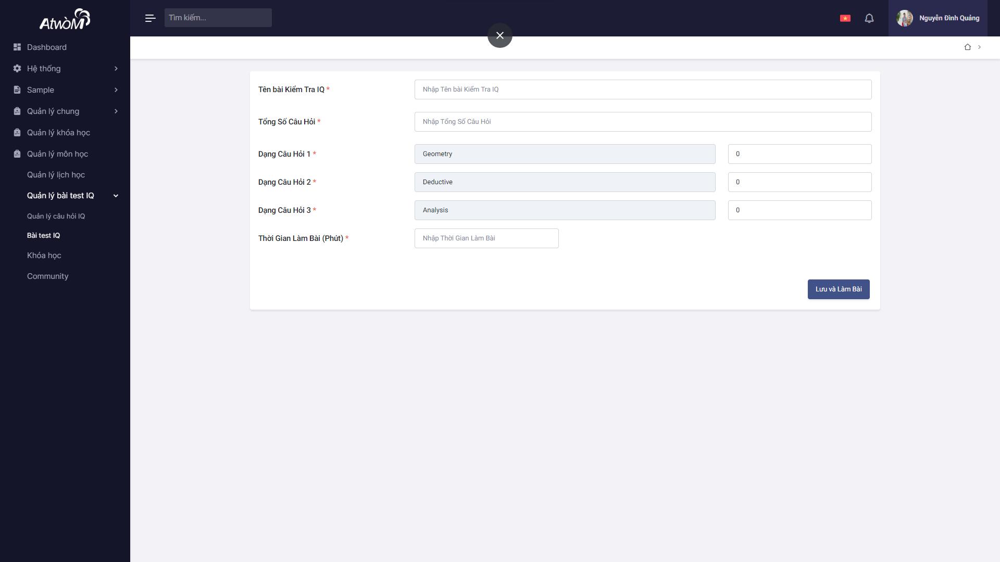 AtwòM
Dashboard
Hệ thống
Sample
Quản lý chung
Quản lý khóa học
Quản lý môn học
Quản lý lịch học
Quản lý bài test IQ
Quản lý câu hỏi IQ
Bài test IQ
Khóa học
Community
Tìm kiếm...
Nguyễn Đình Quảng
Tên bài Kiểm Tra IQ *
Nhập Tên bài Kiểm Tra IQ
Tổng Số Câu Hỏi *
Nhập Tổng Số Câu Hỏi
Dạng Câu Hỏi 1 * Geometry 0
Dạng Câu Hỏi 2 * Deductive 0
Dạng Câu Hỏi 3 * Analysis 0
Thời Gian Làm Bài (Phút) * Nhập Thời Gian Làm Bài
Lưu và Làm Bài